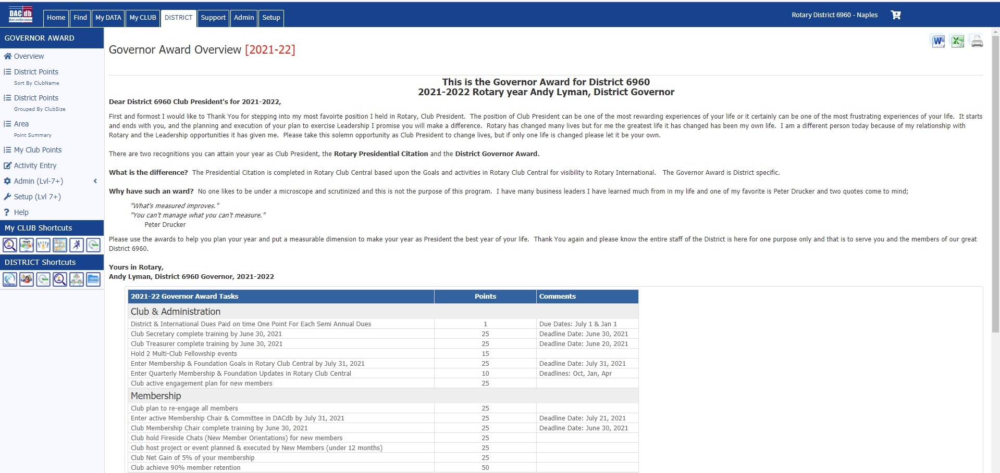 DACdb
District and Club database
Home
Find
My DATA
My CLUB
DISTRICT
Support
Admin
Setup
Rotary District 6960 - Naples
GOVERNOR AWARD
Overview
District Points
Sort By ClubName
District Points
Grouped By ClubSize
Area
Point Summary
My Club Points
Activity Entry
Admin (Lvl-7+)
Setup (Lvl 7+)
Help
My CLUB Shortcuts
DISTRICT Shortcuts
Grants
Governor Award Overview [2021-22]
This is the Governor Award for District 6960
2021-2022 Rotary year Andy Lyman, District Governor
Dear District 6960 Club President's for 2021-2022,
First and formost I would like to Thank You for stepping into my most favoirte position I held in Rotary, Club President.  The position of Club President can be one of the most rewarding experiences of your life or it certainly can be one of the most frustrating experiences of your life.  It starts
and ends with you, and the planning and execution of your plan to exercise Leadership I promise you will make a difference.  Rotary has changed many lives but for me the greatest life it has changed has been my own life.  I am a different person today because of my relationship with
Rotary and the Leadership opportunities it has given me.  Please take this solemn opportunity as Club President to change lives, but if only one life is changed please let it be your own.
There are two recognitions you can attain your year as Club President, the Rotary Presidential Citation and the District Governor Award.
What is the difference?  The Presidential Citation is completed in Rotary Club Central based upon the Goals and activities in Rotary Club Central for visibility to Rotary International.   The Governor Award is District specific.
Why have such an ward?  No one likes to be under a microscope and scrutinized and this is not the purpose of this program.  I have many business leaders I have learned much from in my life and one of my favorite is Peter Drucker and two quotes come to mind;
"What's measured improves."
"You can't manage what you can't measure."
Peter Drucker
Please use the awards to help you plan your year and put a measurable dimension to make your year as President the best year of your life.  Thank You again and please know the entire staff of the District is here for one purpose only and that is to serve you and the members of our great
District 6960.
Yours in Rotary,
Andy Lyman, District 6960 Governor, 2021-2022
2021-22 Governor Award Tasks Points Comments
Club & Administration
District & International Dues Paid on time One Point For Each Semi Annual Dues 1 Due Dates: July 1 & Jan 1
Club Secretary complete training by June 30, 2021 25 Deadline Date: June 30, 2021
Club Treasurer complete training by June 30, 2021 25 Deadline Date: June 20, 2021
Hold 2 Multi-Club Fellowship events 15
Enter Membership & Foundation Goals in Rotary Club Central by July 31, 2021 25 Deadline Date: July 31, 2021
Enter Quarterly Membership & Foundation Updates in Rotary Club Central 10 Deadlines: Oct, Jan, Apr
Club active engagement plan for new members 25
Membership
Club plan to re-engage all members 25
Enter active Membership Chair & Committee in DACdb by July 31, 2021 25 Deadline Date: July 21, 2021
Club Membership Chair complete training by June 30, 2021 25 Deadline Date: June 30, 2021
Club hold Fireside Chats (New Member Orientations) for new members 25
Club host project or event planned & executed by New Members (under 12 months) 25
Club Net Gain of 5% of your membership 25
Club achieve 90% member retention 50